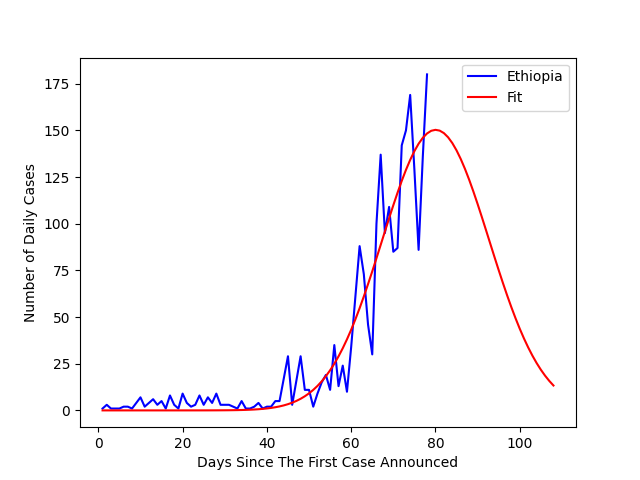 Ethiopia
Fit
Number of Daily Cases
175
150
125
100
75
50
25
0
0 20 40 60 80 100
Days Since The First Case Announced